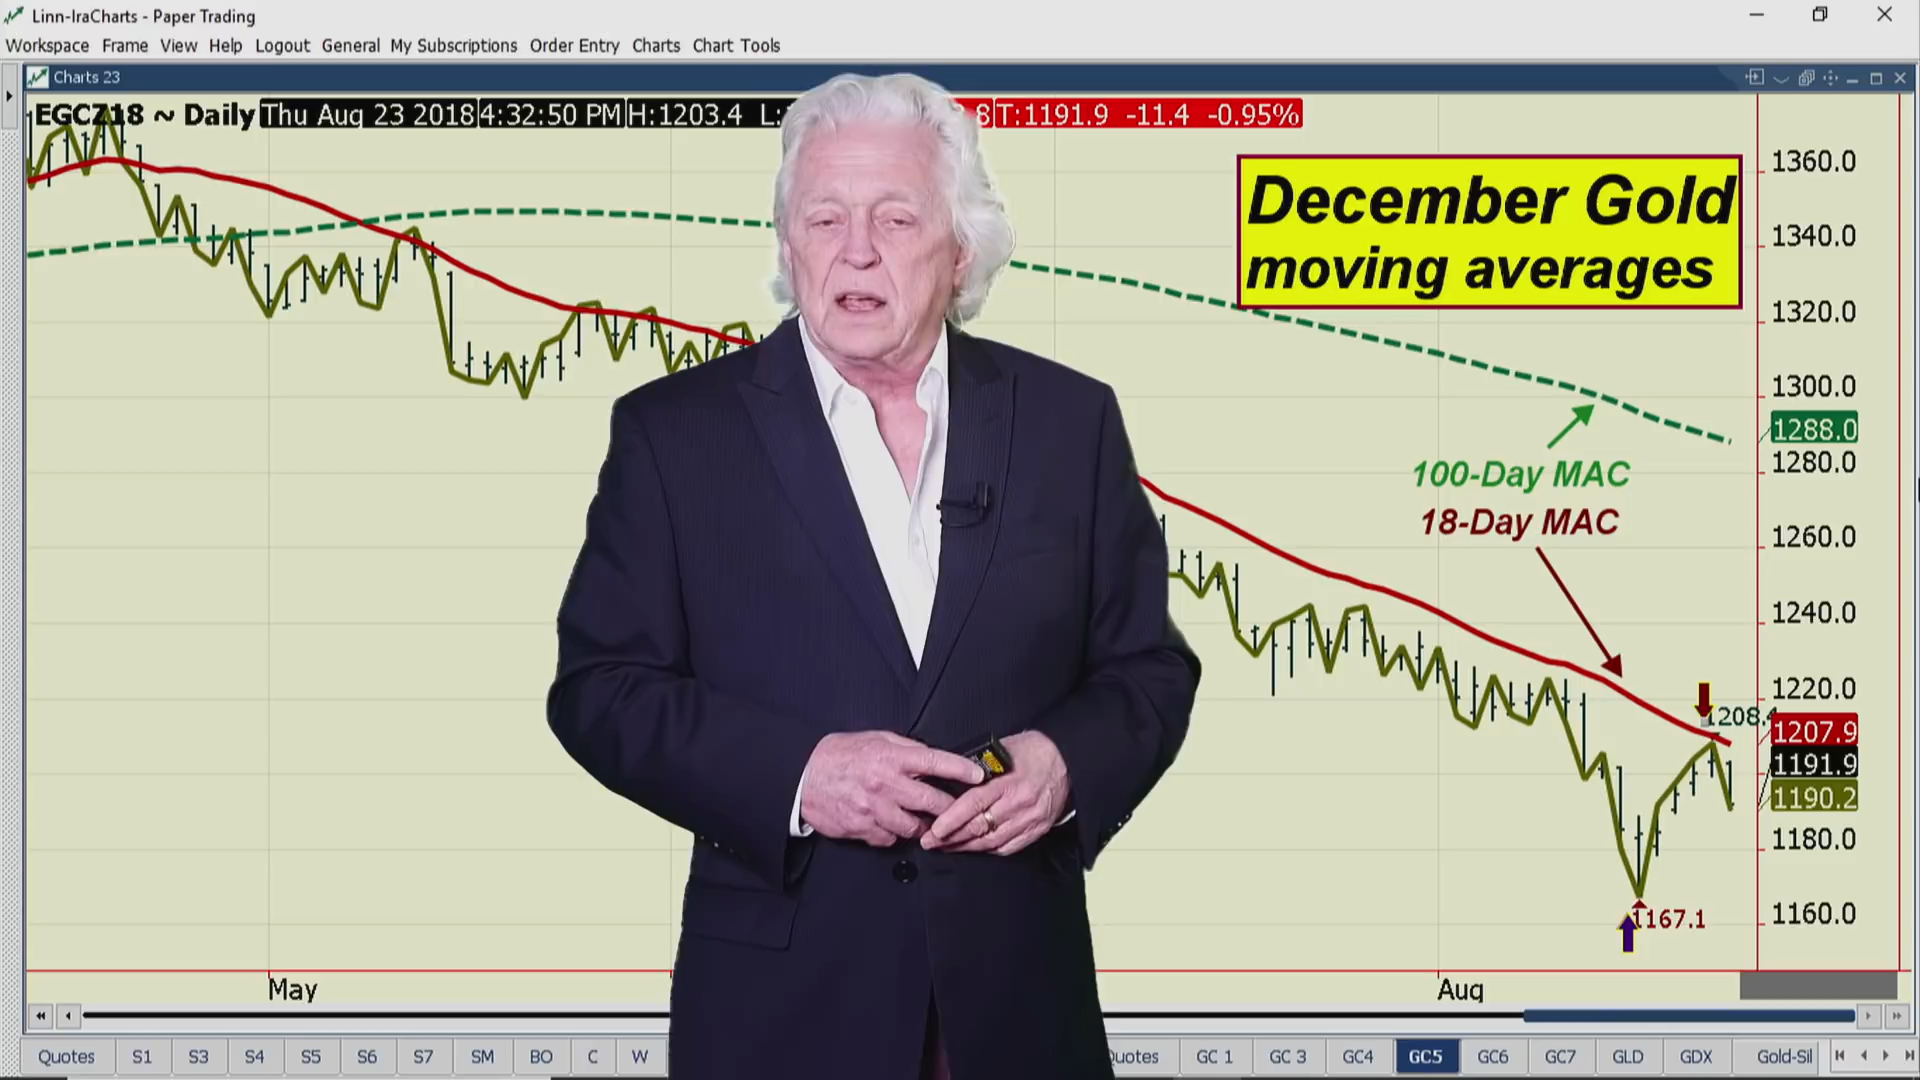 Linn-IraCharts - Paper Trading
Workspace Frame View Help Logout General My Subscriptions Order Entry Charts Chart Tools
Charts 23
EGCZ18 ~ Daily Thu Aug 23 2018 4:32:50 PM H:1203.4 L: 8 T:1191.9 -11.4 -0.95%
December Gold
moving averages
1360.0
1340.0
1320.0
1300.0
1288.0
1280.0
100-Day MAC
18-Day MAC
1260.0
1240.0
1220.0
1208.4
1207.9
1191.9
1190.2
1180.0
1167.1
1160.0
May Aug
Quotes S1 S3 S4 S5 S6 S7 SM BO C W Quotes GC 1 GC 3 GC4 GC5 GC6 GC7 GLD GDX Gold-Sil